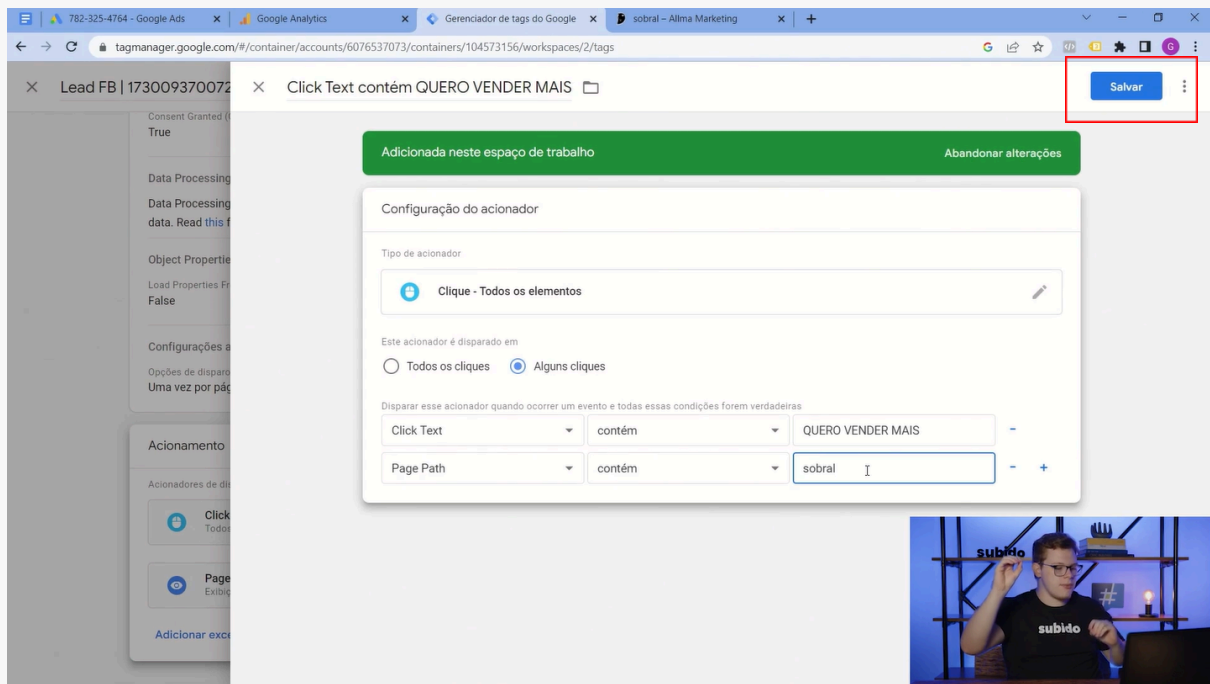 782-325-4764 - Google Ads
Google Analytics
Gerenciador de tags do Google
sobral – Allma Marketing
tagmanager.google.com/#/container/accounts/6076537073/containers/104573156/workspaces/2/tags
G
Lead FB | 17300937007
Click Text contém QUERO VENDER MAIS
Salvar
Consent Granted
True
Adicionada neste espaço de trabalho
Abandonar alterações
Data Processing
Data Processing
data. Read this f
Configuração do acionador
Tipo de acionador
Object Propertie
Load Properties Fr
False
Clique - Todos os elementos
Este acionador é disparado em
Configurações a
Todos os cliques
Alguns cliques
Opções de disparo
Uma vez por pág
Disparar esse acionador quando ocorrer um evento e todas essas condições forem verdadeiras
Click Text
contém
QUERO VENDER MAIS
Acionamento
Page Path
contém
sobral
Acionadores de di
Click
Todos
Page
Exibiç
Adicionar exce
subido
#
subido